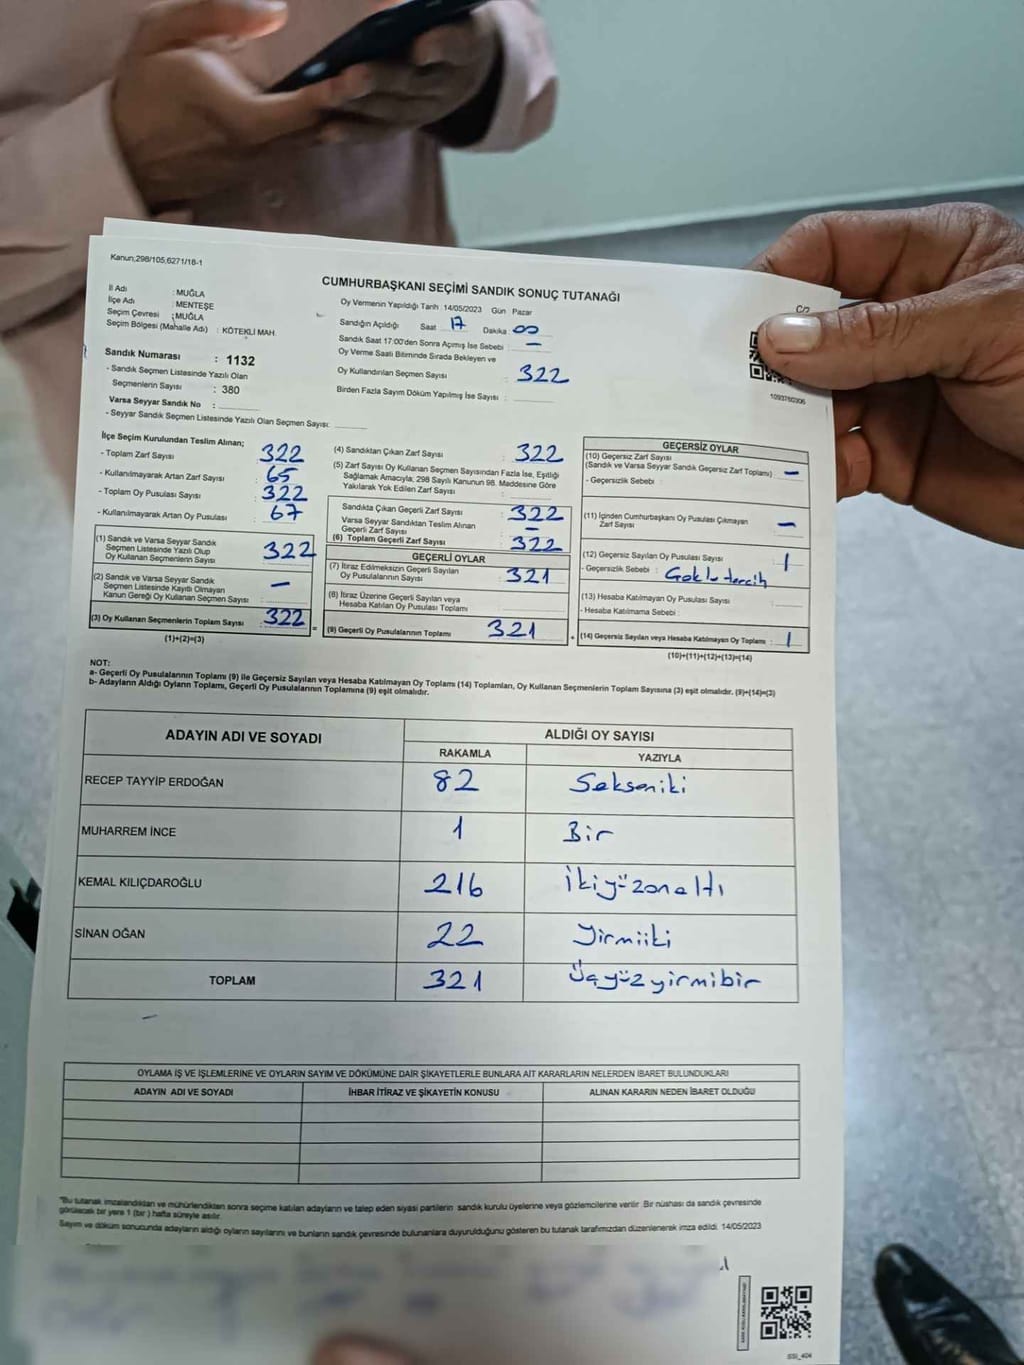 Kanun;298/105;6271/18-1
CUMHURBAŞKANI SEÇİMİ SANDIK SONUÇ TUTANAĞI
İl Adı : MUĞLA
İlçe Adı : MENTEŞE
Seçim Çevresi : MUĞLA
Seçim Bölgesi (Mahalle Adı) : KÖTEKLİ MAH.
Sandık Numarası : 1132
- Sandık Seçmen Listesinde Yazılı Olan
Seçmenlerin Sayısı : 380
Varsa Seyyar Sandık No :
- Seyyar Sandık Seçmen Listesinde Yazılı Olan Seçmen Sayısı:
Oy Vermenin Yapıldığı Tarih 14/05/2023 Gün Pazar
Sandığın Açıldığı Saat 17 Dakika 00
Sandık Saat 17:00'den Sonra Açımış İse Sebebi : -
Oy Verme Saati Bitiminde Sırada Bekleyen ve
Oy Kullandırılan Seçmen Sayısı : 322
Birden Fazla Sayım Döküm Yapılmış İse Sayısı :
1093760306
İlçe Seçim Kurulundan Teslim Alınan;
- Toplam Zarf Sayısı : 322
- Kullanılmayarak Artan Zarf Sayısı : 65
- Toplam Oy Pusulası Sayısı : 322
- Kullanılmayarak Artan Oy Pusulası : 67
(1) Sandık ve Varsa Seyyar Sandık
Seçmen Listesinde Yazılı Olup
Oy Kullanan Seçmenlerin Sayısı : 322
(2) Sandık ve Varsa Seyyar Sandık
Seçmen Listesinde Kayıtlı Olmayan
Kanun Gereği Oy Kullanan Seçmen Sayısı : -
(3) Oy Kullanan Seçmenlerin Toplam Sayısı : 322
(1)+(2)=(3)
(4) Sandıktan Çıkan Zarf Sayısı : 322
(5) Zarf Sayısı Oy Kullanan Seçmen Sayısından Fazla İse, Eşitliği
Sağlamak Amacıyla; 298 Sayılı Kanunun 98. Maddesine Göre
Yakılarak Yok Edilen Zarf Sayısı :
Sandıkta Çıkan Geçerli Zarf Sayısı : 322
Varsa Seyyar Sandıktan Teslim Alınan
Geçerli Zarf Sayısı : -
(6) Toplam Geçerli Zarf Sayısı : 322
GEÇERLİ OYLAR
(7) İtiraz Edilmeksizin Geçerli Sayılan
Oy Pusulalarının Sayısı : 321
(8) İtiraz Üzerine Geçerli Sayılan veya
Hesaba Katılan Oy Pusulası Toplamı :
= (9) Geçerli Oy Pusulalarının Toplamı 321 +
GEÇERSİZ OYLAR
(10) Geçersiz Zarf Sayısı
(Sandık ve Varsa Seyyar Sandık Geçersiz Zarf Toplamı) : -
- Geçersizlik Sebebi :
(11) İçinden Cumhurbaşkanı Oy Pusulası Çıkmayan
Zarf Sayısı : -
(12) Geçersiz Sayılan Oy Pusulası Sayısı : 1
- Geçersizlik Sebebi : Çoklu tercih
(13) Hesaba Katılmayan Oy Pusulası Sayısı :
- Hesaba Katılmama Sebebi :
(14) Geçersiz Sayılan veya Hesaba Katılmayan Oy Toplamı : 1
(10)+(11)+(12)+(13)=(14)
NOT:
a- Geçerli Oy Pusulalarının Toplamı (9) ile Geçersiz Sayılan veya Hesaba Katılmayan Oy Toplamı (14) Toplamları, Oy Kullanan Seçmenlerin Toplam Sayısına (3) eşit olmalıdır. (9)+(14)=(3)
b- Adayların Aldığı Oyların Toplamı, Geçerli Oy Pusulalarının Toplamına (9) eşit olmalıdır.
ADAYIN ADI VE SOYADI ALDIĞI OY SAYISI
RAKAMLA YAZIYLA
RECEP TAYYİP ERDOĞAN 82 Sekseniki
MUHARREM İNCE 1 Bir
KEMAL KILIÇDAROĞLU 216 İkiyüzonaltı
SİNAN OĞAN 22 Yirmiiki
TOPLAM 321 Üçyüzyirmibir
OYLAMA İŞ VE İŞLEMLERİNE VE OYLARIN SAYIM VE DÖKÜMÜNE DAİR ŞİKAYETLERLE BUNLARA AİT KARARLARIN NELERDEN İBARET BULUNDUKLARI
ADAYIN ADI VE SOYADI İHBAR İTİRAZ VE ŞİKAYETİN KONUSU ALINAN KARARIN NEDEN İBARET OLDUĞU
*Bu tutanak imzalandıktan ve mühürlendikten sonra seçime katılan adayların ve talep eden siyasi partilerin sandık kurulu üyelerine veya gözlemcilerine verilir. Bir nüshası da sandık çevresinde
görülecek bir yere 1 (bir) hafta süreyle asılır.
Sayım ve döküm sonucunda adayların aldığı oyların sayılarını ve bunların sandık çevresinde bulunanlara duyurulduğunu gösteren bu tutanak tarafımızdan düzenlenerek imza edildi. 14/05/2023
SSİ_404